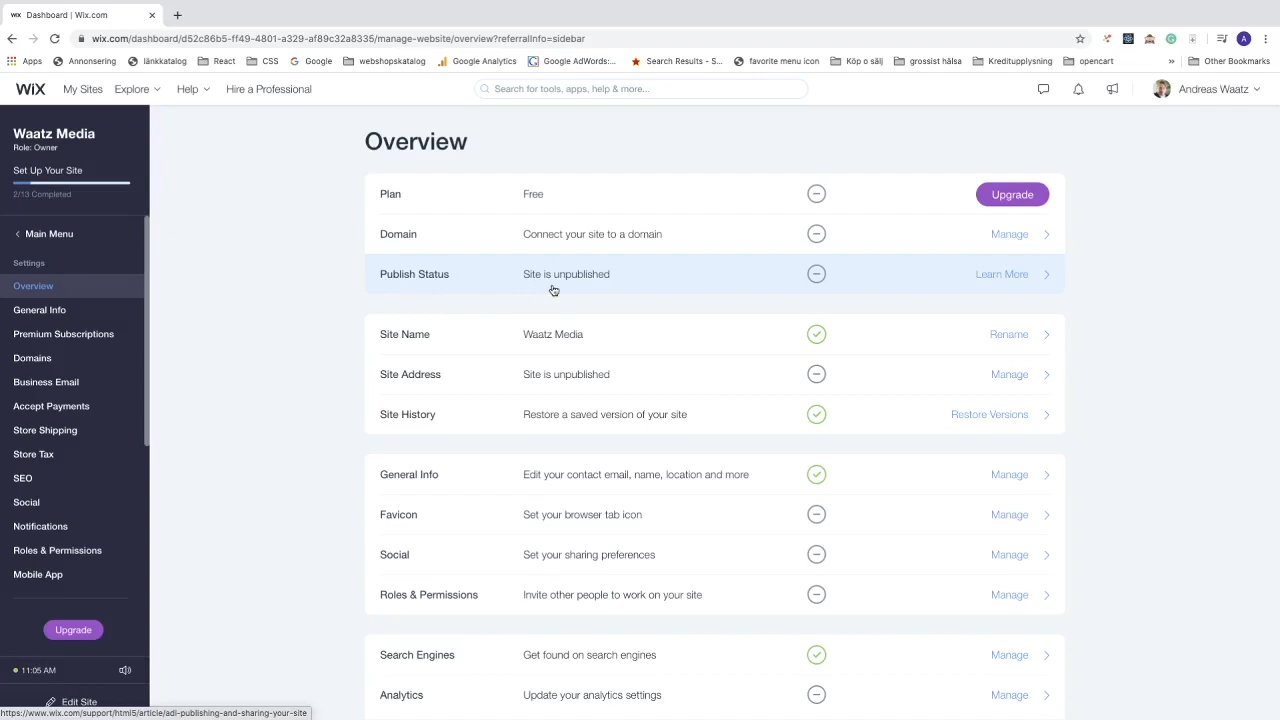 WiX Dashboard | Wix.com
wix.com/dashboard/d52c86b5-ff49-4801-a329-af89c32a8335/manage-website/overview?referralInfo=sidebar
A
Apps Annonsering länkkatalog React CSS Google webshopskatalog Google Analytics Google AdWords:... Search Results - S... favorite menu icon Köp o sälj grossist hälsa Kreditupplysning opencart » Other Bookmarks
WiX My Sites Explore Help Hire a Professional Search for tools, apps, help & more... Andreas Waatz
Waatz Media
Role: Owner
Set Up Your Site
2/13 Completed
Main Menu
Settings
Overview
General Info
Premium Subscriptions
Domains
Business Email
Accept Payments
Store Shipping
Store Tax
SEO
Social
Notifications
Roles & Permissions
Mobile App
Upgrade
11:05 AM
Edit Site
https://www.wix.com/support/html5/article/adi-publishing-and-sharing-your-site
Overview
Plan Free Upgrade
Domain Connect your site to a domain Manage
Publish Status Site is unpublished Learn More
Site Name Waatz Media Rename
Site Address Site is unpublished Manage
Site History Restore a saved version of your site Restore Versions
General Info Edit your contact email, name, location and more Manage
Favicon Set your browser tab icon Manage
Social Set your sharing preferences Manage
Roles & Permissions Invite other people to work on your site Manage
Search Engines Get found on search engines Manage
Analytics Update your analytics settings Manage